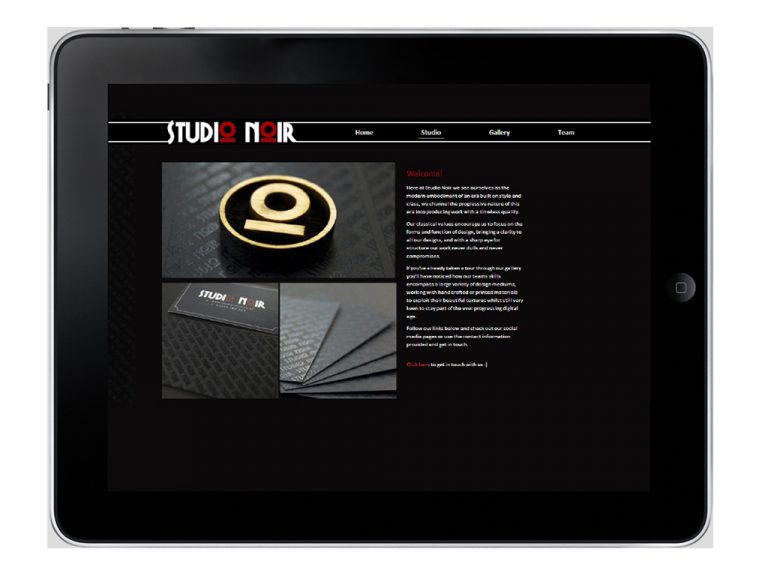 STUDIO NOIR
Home
Studio
Gallery
Team
Welcome!
Here at Studio Noir we see ourselves as the
modern embodiment of an era built on style and
class, we channel the progressive nature of this
era into producing work with a timeless quality.
Our classical values encourage us to focus on the
forms and function of design, bringing a clarity to
all our designs, and with a sharp eye for
structure our work never dulls and never
compromises.
If you've already taken a tour through our gallery
you'll have noticed how our teams skills
encompass a large variety of design mediums,
working with hand crafted or printed materials
to exploit their beautiful textures whilst still very
keen to stay part of the ever progressing digital
age.
Follow our links below and check out our social
media pages or use the contact information
provided and get in touch.
Click here to get in touch with us :)
STUDIO NOIR